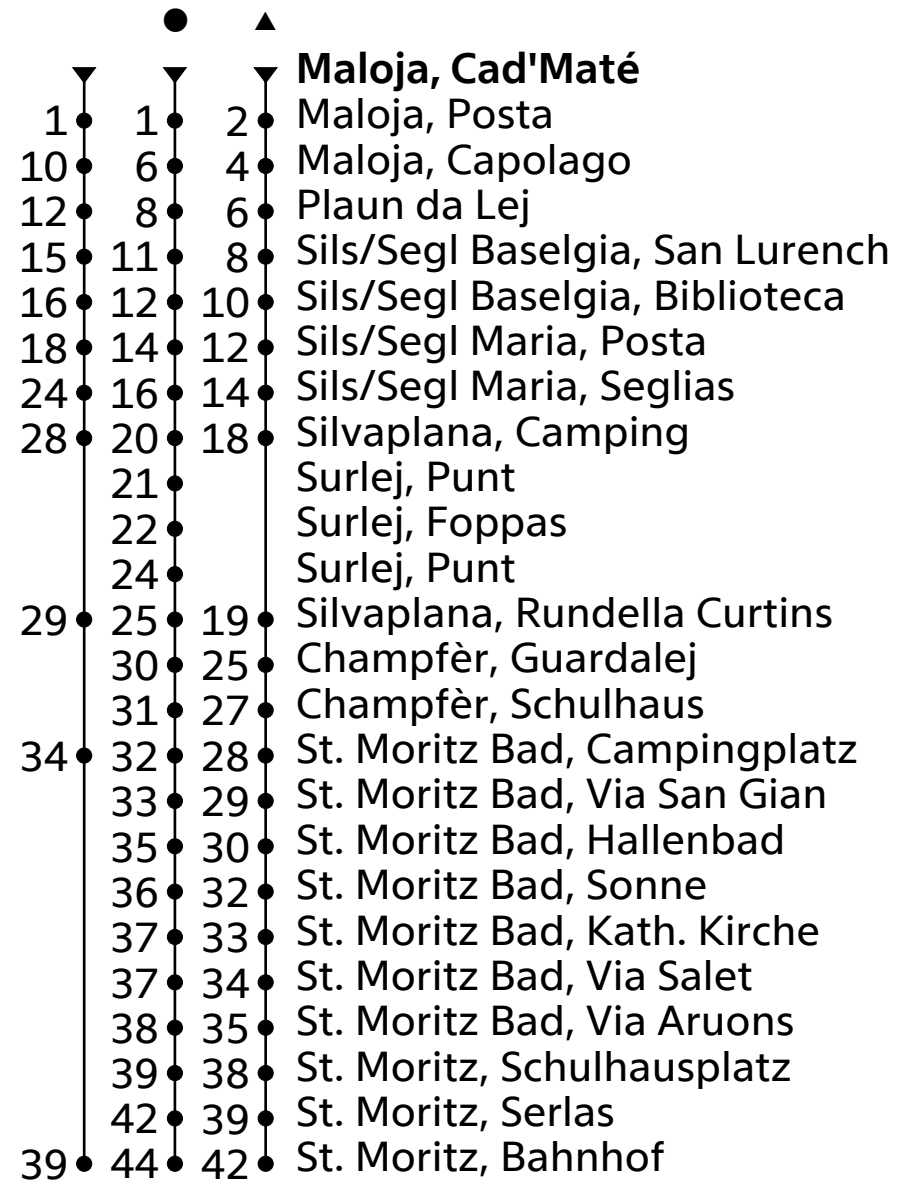 ● ▲
Maloja, Cad'Maté
1 1 2 Maloja, Posta
10 6 4 Maloja, Capolago
12 8 6 Plaun da Lej
15 11 8 Sils/Segl Baselgia, San Lurench
16 12 10 Sils/Segl Baselgia, Biblioteca
18 14 12 Sils/Segl Maria, Posta
24 16 14 Sils/Segl Maria, Seglias
28 20 18 Silvaplana, Camping
21 Surlej, Punt
22 Surlej, Foppas
24 Surlej, Punt
29 25 19 Silvaplana, Rundella Curtins
30 25 Champfèr, Guardalej
31 27 Champfèr, Schulhaus
34 32 28 St. Moritz Bad, Campingplatz
33 29 St. Moritz Bad, Via San Gian
35 30 St. Moritz Bad, Hallenbad
36 32 St. Moritz Bad, Sonne
37 33 St. Moritz Bad, Kath. Kirche
37 34 St. Moritz Bad, Via Salet
38 35 St. Moritz Bad, Via Aruons
39 38 St. Moritz, Schulhausplatz
42 39 St. Moritz, Serlas
39 44 42 St. Moritz, Bahnhof